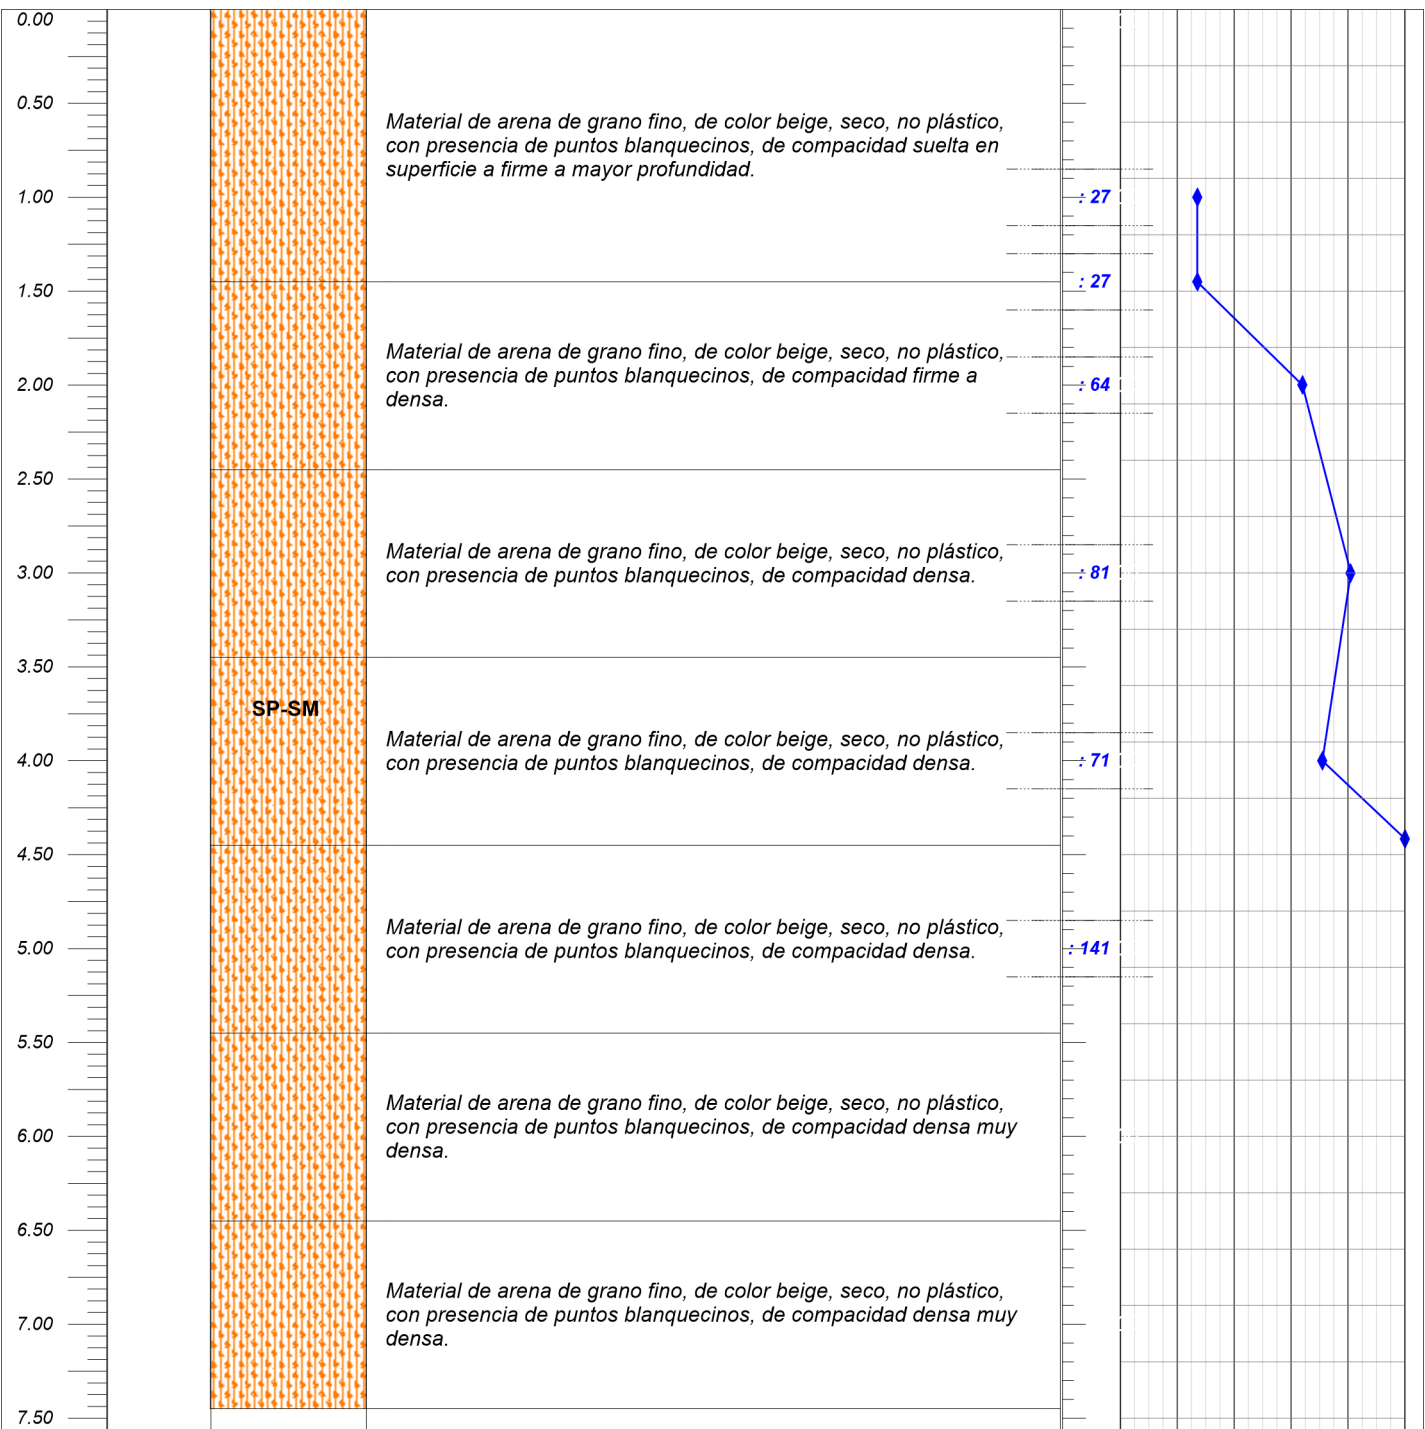 0.00
0.50
Material de arena de grano fino, de color beige, seco, no plástico,
con presencia de puntos blanquecinos, de compacidad suelta en
superficie a firme a mayor profundidad.
1.00
: 27
: 27
1.50
Material de arena de grano fino, de color beige, seco, no plástico,
con presencia de puntos blanquecinos, de compacidad firme a
densa.
2.00
: 64
2.50
Material de arena de grano fino, de color beige, seco, no plástico,
con presencia de puntos blanquecinos, de compacidad densa.
3.00
: 81
3.50
SP-SM
Material de arena de grano fino, de color beige, seco, no plástico,
con presencia de puntos blanquecinos, de compacidad densa.
4.00
: 71
4.50
Material de arena de grano fino, de color beige, seco, no plástico,
con presencia de puntos blanquecinos, de compacidad densa.
5.00
: 141
5.50
Material de arena de grano fino, de color beige, seco, no plástico,
con presencia de puntos blanquecinos, de compacidad densa muy
densa.
6.00
6.50
Material de arena de grano fino, de color beige, seco, no plástico,
con presencia de puntos blanquecinos, de compacidad densa muy
densa.
7.00
7.50